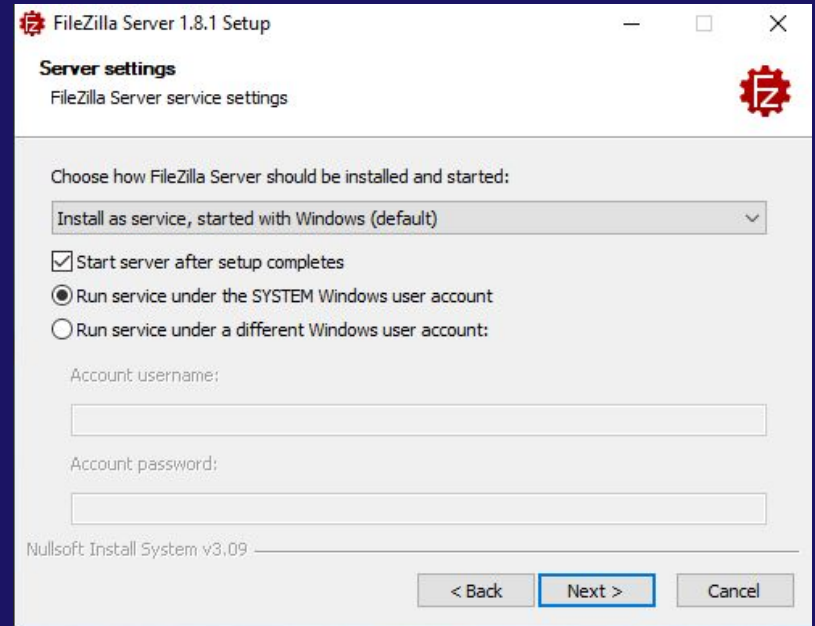 FileZilla Server 1.8.1 Setup
Server settings
FileZilla Server service settings
Choose how FileZilla Server should be installed and started:
Install as service, started with Windows (default)
Start server after setup completes
Run service under the SYSTEM Windows user account
Run service under a different Windows user account:
Account username:
Account password:
Nullsoft Install System v3.09
< Back Next > Cancel